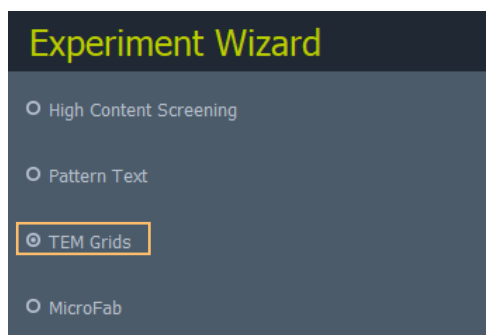 Experiment Wizard
High Content Screening
Pattern Text
TEM Grids
MicroFab